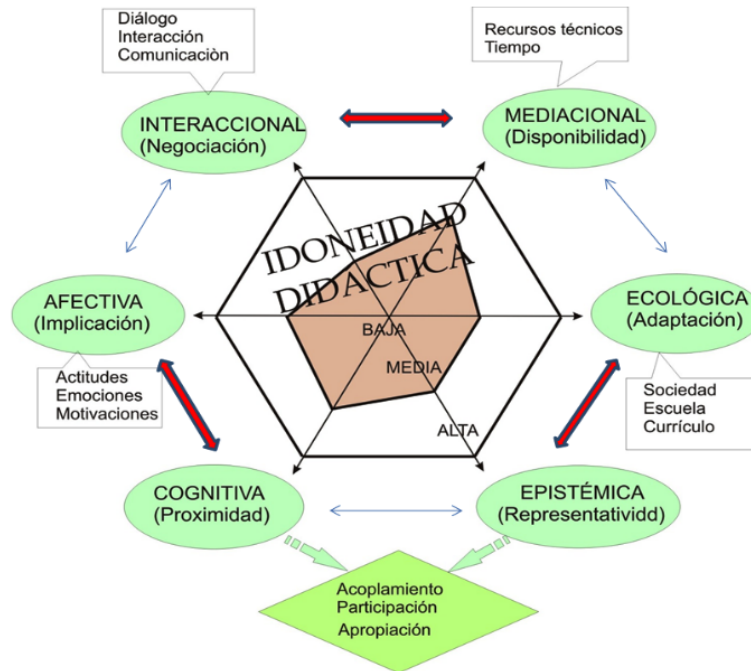 Diálogo
Interacción
Comunicaciòn
Recursos técnicos
Tiempo
INTERACCIONAL
(Negociación)
MEDIACIONAL
(Disponibilidad)
IDONEIDAD
DIDACTICA
AFECTIVA
(Implicación)
ECOLÓGICA
(Adaptación)
BAJA
MEDIA
ALTA
Actitudes
Emociones
Motivaciones
Sociedad
Escuela
Currículo
COGNITIVA
(Proximidad)
EPISTÉMICA
(Representatividd)
Acoplamiento
Participación
Apropiación